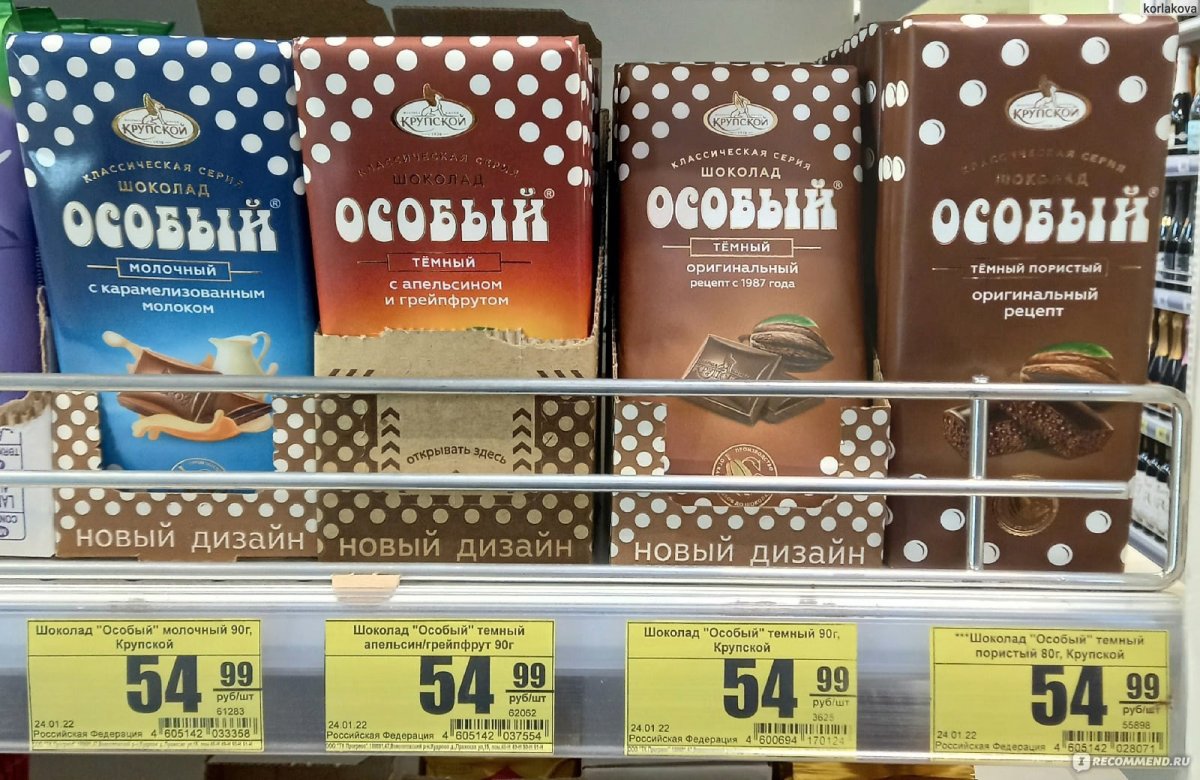 korlakova
КРУПСКОЙ
КЛАССИЧЕСКАЯ СЕРИЯ
ШОКОЛАД
ОСОБЫЙ®
МОЛОЧНЫЙ
с карамелизованным
молоком
новый дизайн
КРУПСКОЙ
КЛАССИЧЕСКАЯ СЕРИЯ
ШОКОЛАД
ОСОБЫЙ®
ТЁМНЫЙ
с апельсином
и грейпфрутом
открывать здесь
новый дизайн
КРУПСКОЙ
КЛАССИЧЕСКАЯ СЕРИЯ
ШОКОЛАД
ОСОБЫЙ®
ТЁМНЫЙ
оригинальный
рецепт с 1987 года
новый дизайн
КРУПСКОЙ
КЛАССИЧЕСКАЯ СЕРИЯ
ШОКОЛАД
ОСОБЫЙ®
ТЁМНЫЙ ПОРИСТЫЙ
оригинальный
рецепт
Шоколад "Особый" молочный 90г,
Крупской
54 99
руб/шт
61283
24.01.22
Российская Федерация 4 605142 033358
Шоколад "Особый" темный
апельсин/грейпфрут 90г
54 99
руб/шт
62062
24.01.22
Российская Федерация 4 605142 037554
Шоколад "Особый" темный 90г,
Крупской
54 99
руб/шт
3625
24.01.22
Российская Федерация 4 600694 170124
***Шоколад "Особый" темный
пористый 80г, Крупской
54 99
руб/шт
55898
24.01.22
Российская Федерация 4 605142 028071
RECOMMEND.RU